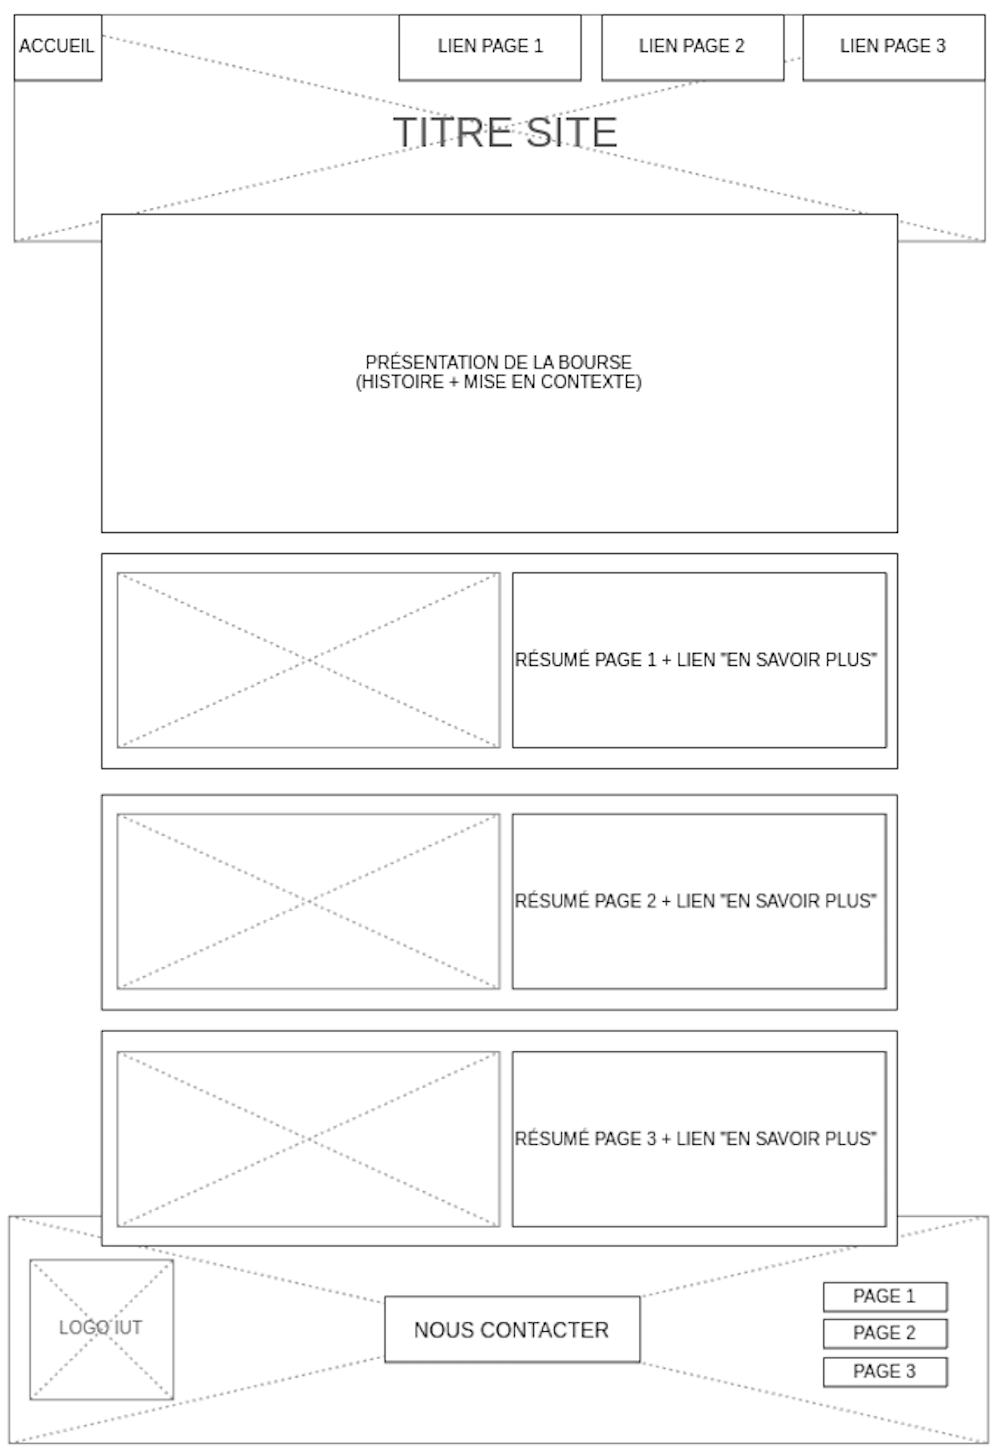 ACCUEIL
LIEN PAGE 1
LIEN PAGE 2
LIEN PAGE 3
TITRE SITE
PRÉSENTATION DE LA BOURSE
(HISTOIRE + MISE EN CONTEXTE)
RÉSUMÉ PAGE 1 + LIEN "EN SAVOIR PLUS"
RÉSUMÉ PAGE 2 + LIEN "EN SAVOIR PLUS"
RÉSUMÉ PAGE 3 + LIEN "EN SAVOIR PLUS"
LOGO IUT
NOUS CONTACTER
PAGE 1
PAGE 2
PAGE 3